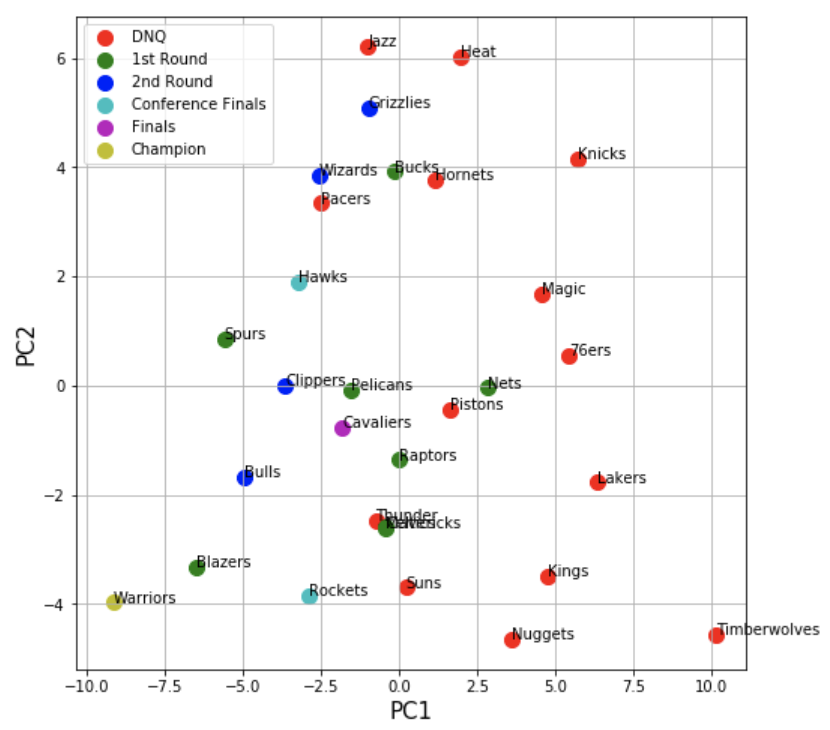 DNQ
1st Round
2nd Round
Conference Finals
Finals
Champion
Jazz
Heat
Grizzlies
Knicks
Wizards
Bucks
Hornets
Pacers
Hawks
Magic
Spurs
76ers
Clippers
Pelicans
Nets
Pistons
Cavaliers
Raptors
Bulls
Lakers
Thunder
Mavericks
Blazers
Rockets
Suns
Kings
Warriors
Nuggets
Timberwolves
6
4
2
0
−2
−4
PC2
−10.0 −7.5 −5.0 −2.5 0.0 2.5 5.0 7.5 10.0
PC1